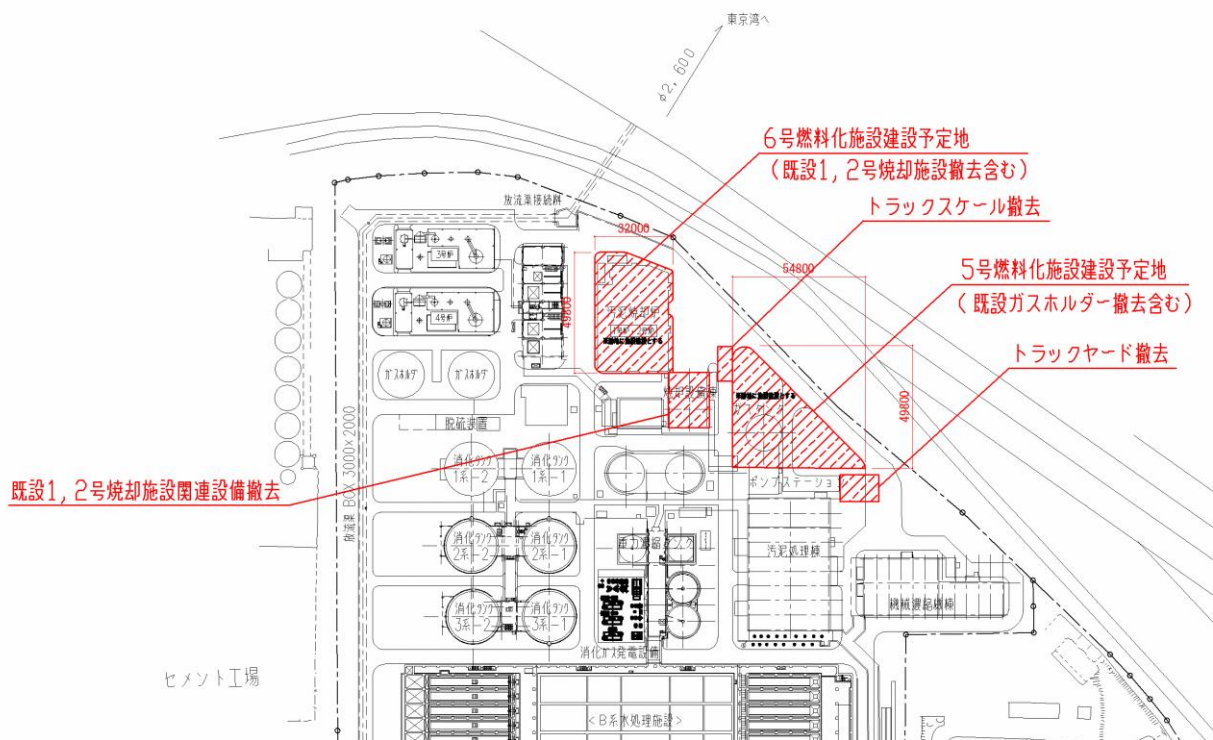 東京湾へ
φ2,600
6号燃料化施設建設予定地
(既設1,2号焼却施設撤去含む)
トラックスケール撤去
放流渠接続桝
32000
3号炉
54800
5号燃料化施設建設予定地
(既設ガスホルダー撤去含む)
49800
汚泥焼却炉
4号炉
トラックヤード撤去
ガスホルダ
ガスホルダ
49800
脱硫装置
消化タンク
1系-2
消化タンク
1系-1
ポンプステーション
既設1,2号焼却施設関連設備撤去
放流渠 BOX 3000×2000
消化タンク
2系-2
消化タンク
2系-1
重力濃縮タンク
汚泥処理棟
機械濃縮機棟
消化タンク
3系-2
消化タンク
3系-1
消化ガス発電設備
セメント工場
<B系水処理施設>